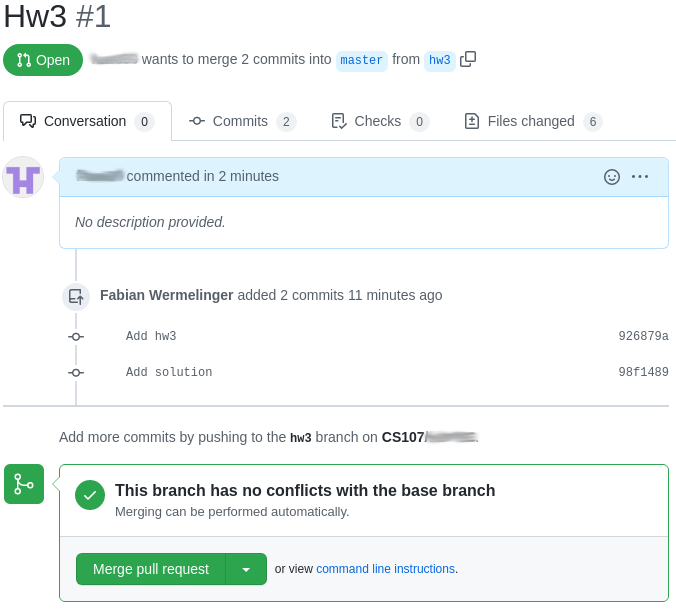 Hw3 #1
Open wants to merge 2 commits into master from hw3
Conversation 0 Commits 2 Checks 0 Files changed 6
commented in 2 minutes
No description provided.
Fabian Wermelinger added 2 commits 11 minutes ago
Add hw3 926879a
Add solution 98f1489
Add more commits by pushing to the hw3 branch on CS107/ .
This branch has no conflicts with the base branch
Merging can be performed automatically.
Merge pull request or view command line instructions.